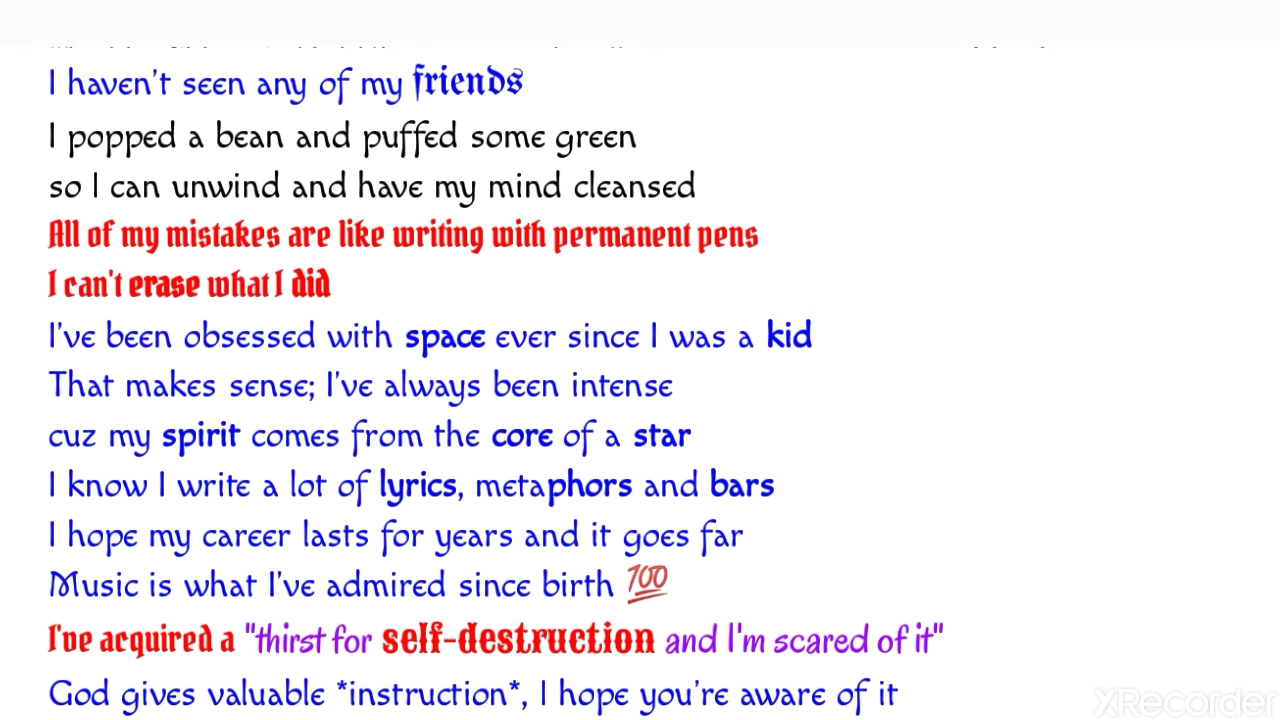 I haven't seen any of my friends
I popped a bean and puffed some green
so I can unwind and have my mind cleansed
All of my mistakes are like writing with permanent pens
I can't erase what I did
I've been obsessed with space ever since I was a kid
That makes sense; I've always been intense
cuz my spirit comes from the core of a star
I know I write a lot of lyrics, metaphors and bars
I hope my career lasts for years and it goes far
Music is what I've admired since birth 💯
I've acquired a "thirst for self-destruction and I'm scared of it"
God gives valuable *instruction*, I hope you're aware of it
XRecorder